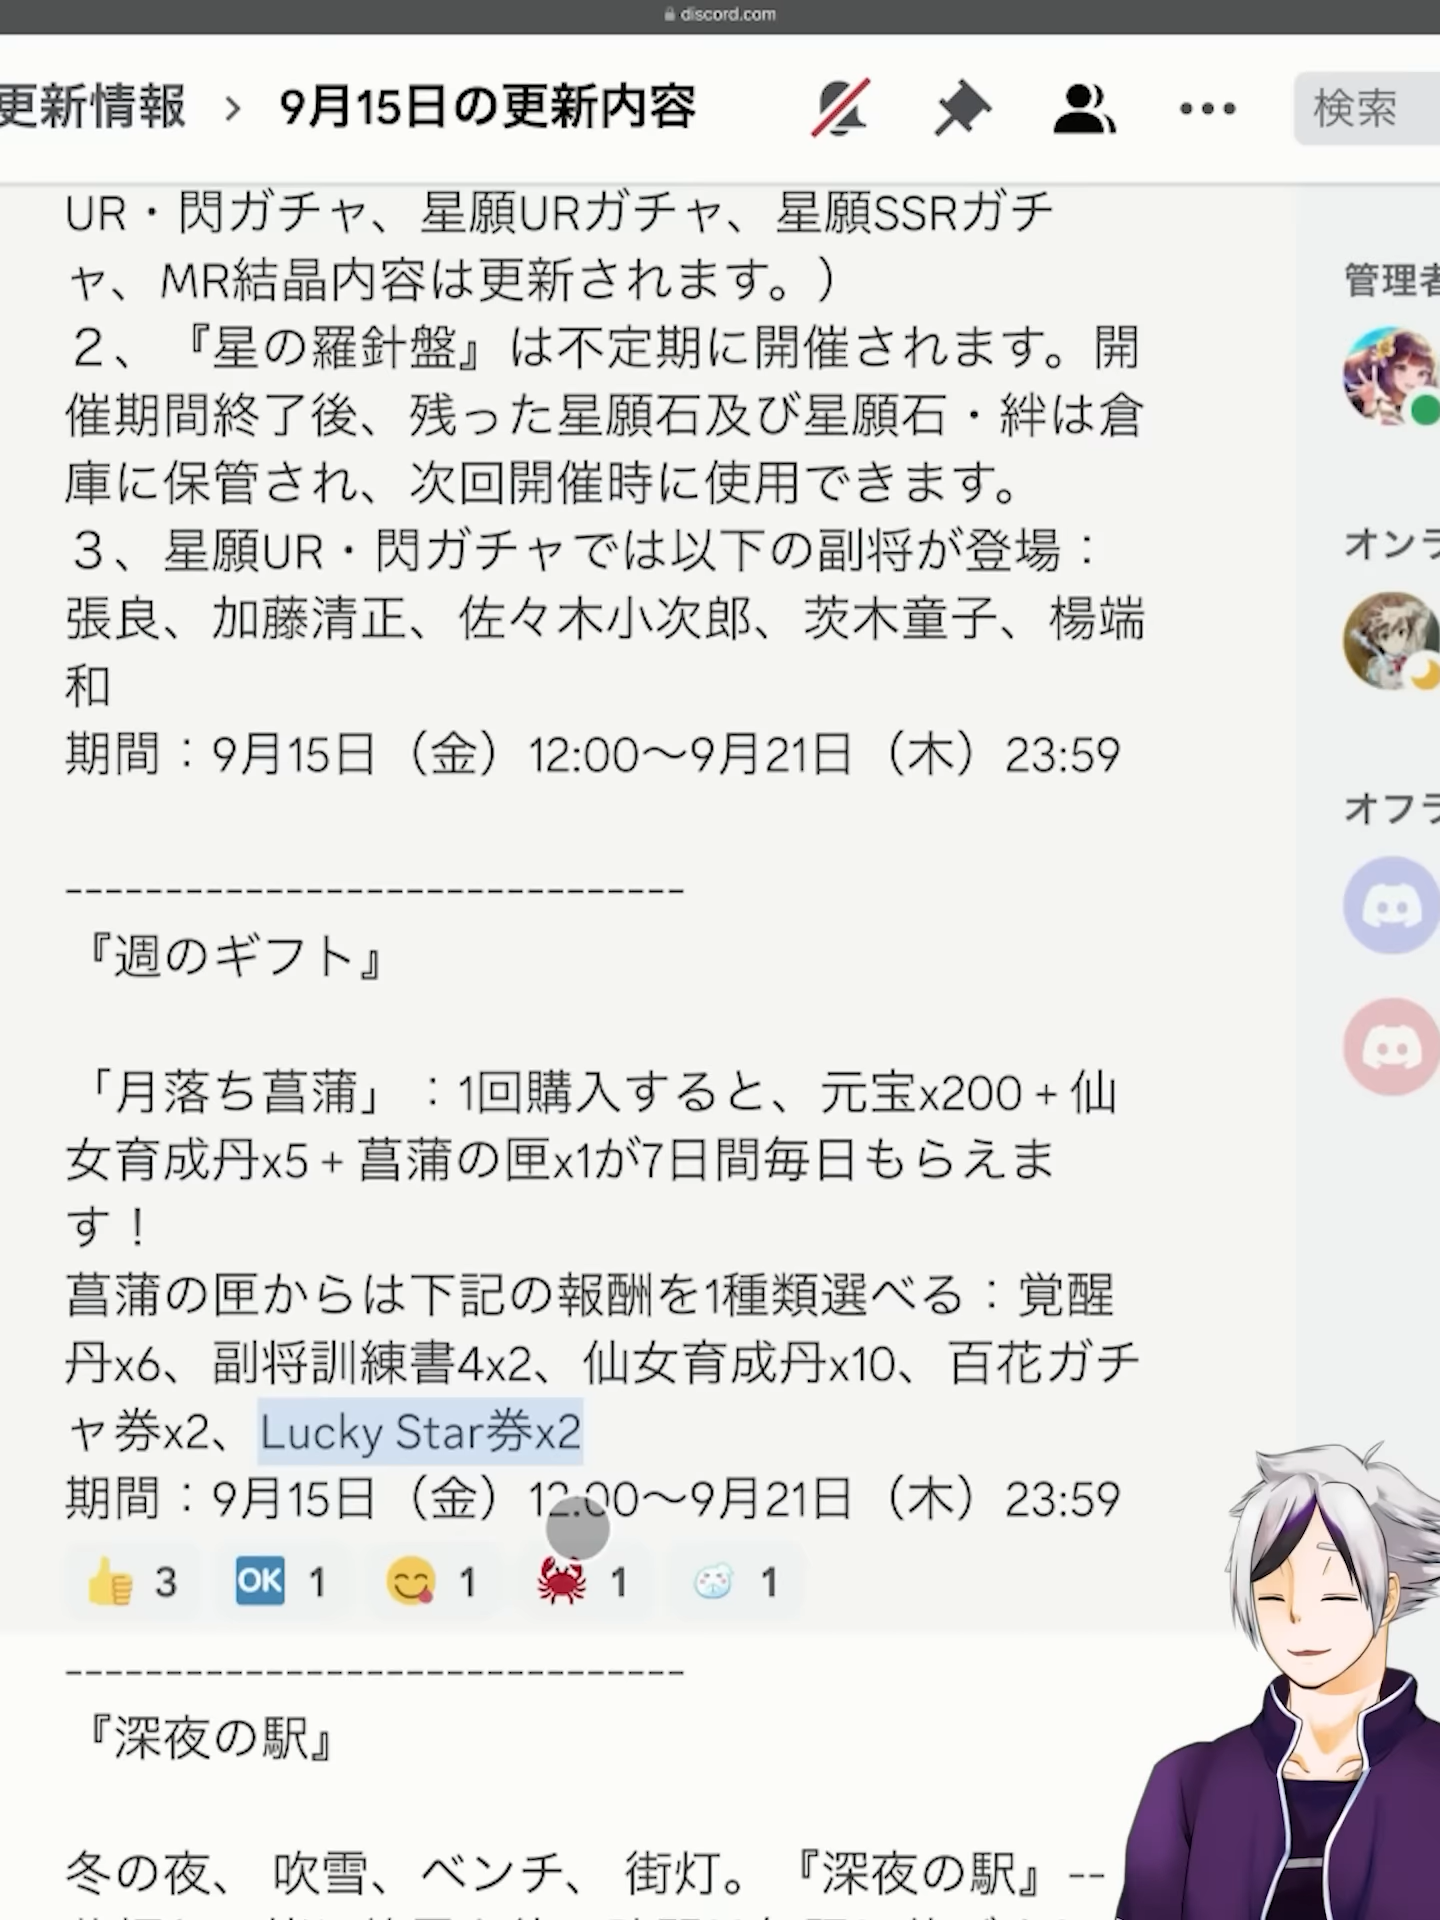 discord.com
更新情報 › 9月15日の更新内容
検索
UR・閃ガチャ、星願URガチャ、星願SSRガチ
ャ、MR結晶内容は更新されます。）
２、『星の羅針盤』は不定期に開催されます。開
催期間終了後、残った星願石及び星願石・絆は倉
庫に保管され、次回開催時に使用できます。
３、星願UR・閃ガチャでは以下の副将が登場：
張良、加藤清正、佐々木小次郎、茨木童子、楊端
和
期間：9月15日（金）12:00～9月21日（木）23:59
-------------------------------
『週のギフト』
「月落ち菖蒲」：1回購入すると、元宝x200＋仙
女育成丹x5＋菖蒲の匣x1が7日間毎日もらえま
す！
菖蒲の匣からは下記の報酬を1種類選べる：覚醒
丹x6、副将訓練書4x2、仙女育成丹x10、百花ガチ
ャ券x2、Lucky Star券x2
期間：9月15日（金）12:00～9月21日（木）23:59
3 OK 1 1 1 1
-------------------------------
『深夜の駅』
冬の夜、 吹雪、ベンチ、 街灯。『深夜の駅』--
管理者
オンラ
オフラ